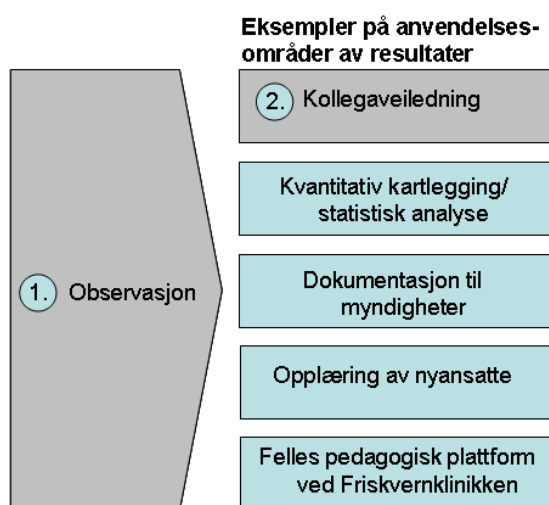 Eksempler på anvendelses-
områder av resultater
1. Observasjon
2. Kollegaveiledning
Kvantitativ kartlegging/
statistisk analyse
Dokumentasjon til
myndigheter
Opplæring av nyansatte
Felles pedagogisk plattform
ved Friskvernklinikken